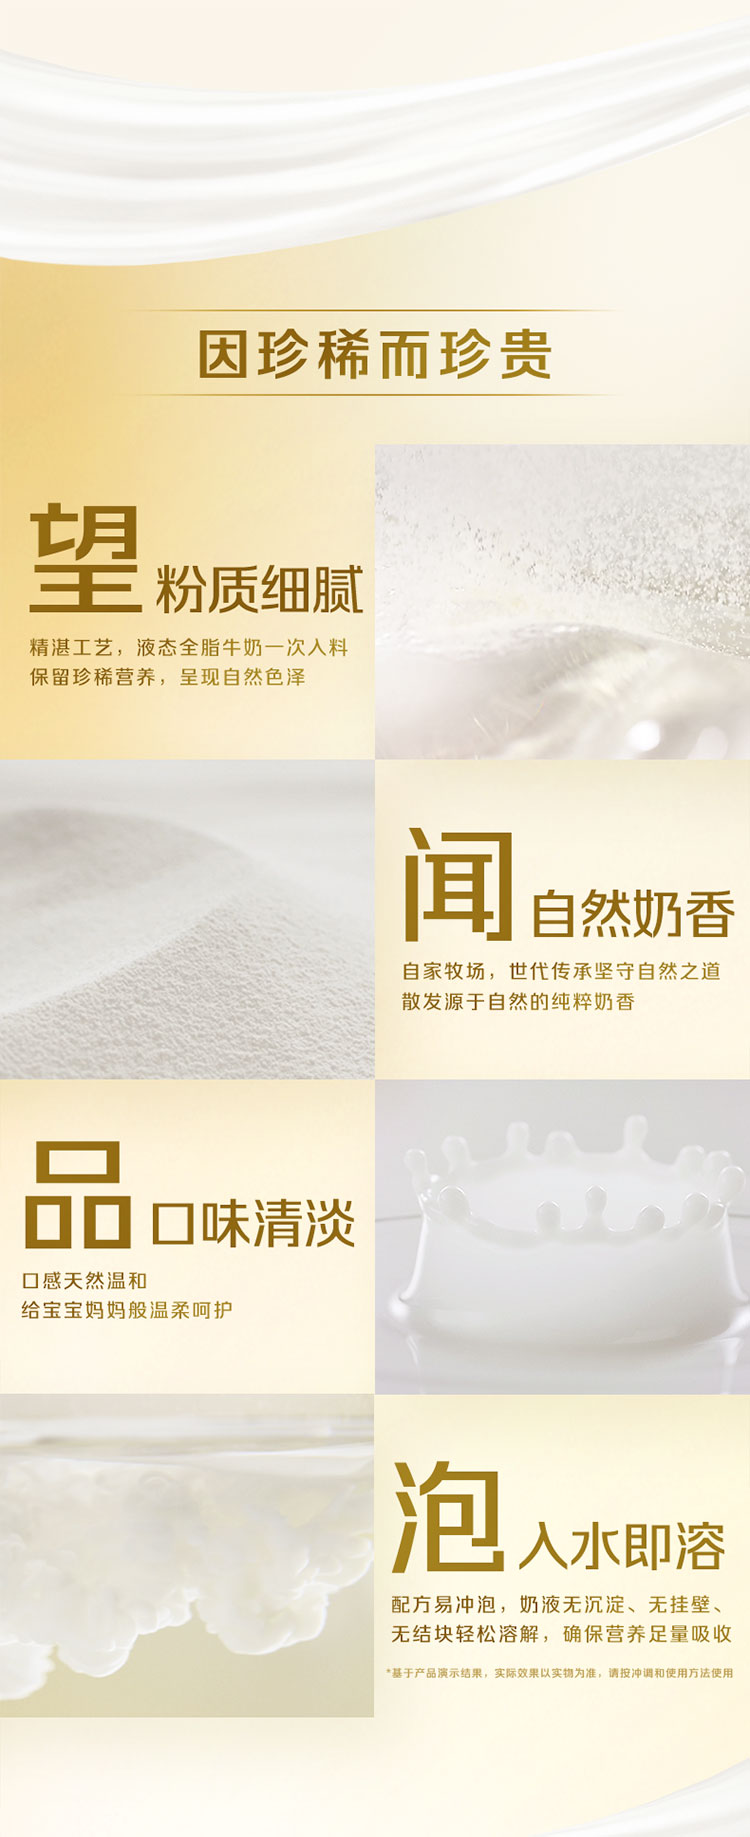 因珍稀而珍贵
望 粉质细腻
精湛工艺，液态全脂牛奶一次入料
保留珍稀营养，呈现自然色泽
闻 自然奶香
自家牧场，世代传承坚守自然之道
散发源于自然的纯粹奶香
品 口味清淡
口感天然温和
给宝宝妈妈般温柔呵护
泡 入水即溶
配方易冲泡，奶液无沉淀、无挂壁、
无结块轻松溶解，确保营养足量吸收
*基于产品演示结果，实际效果以实物为准，请按冲调和使用方法使用